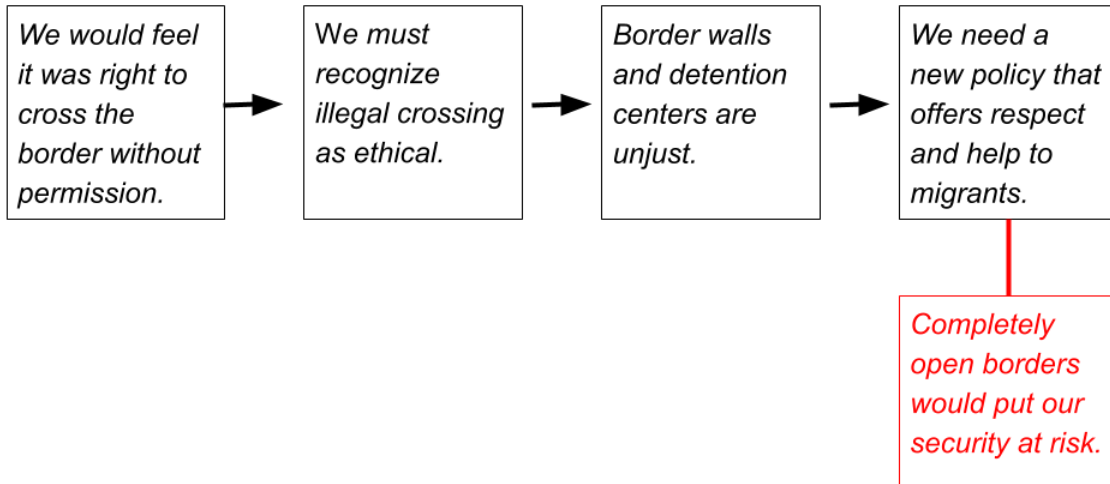 We would feel
it was right to
cross the
border without
permission.
We must
recognize
illegal crossing
as ethical.
Border walls
and detention
centers are
unjust.
We need a
new policy that
offers respect
and help to
migrants.
Completely
open borders
would put our
security at risk.